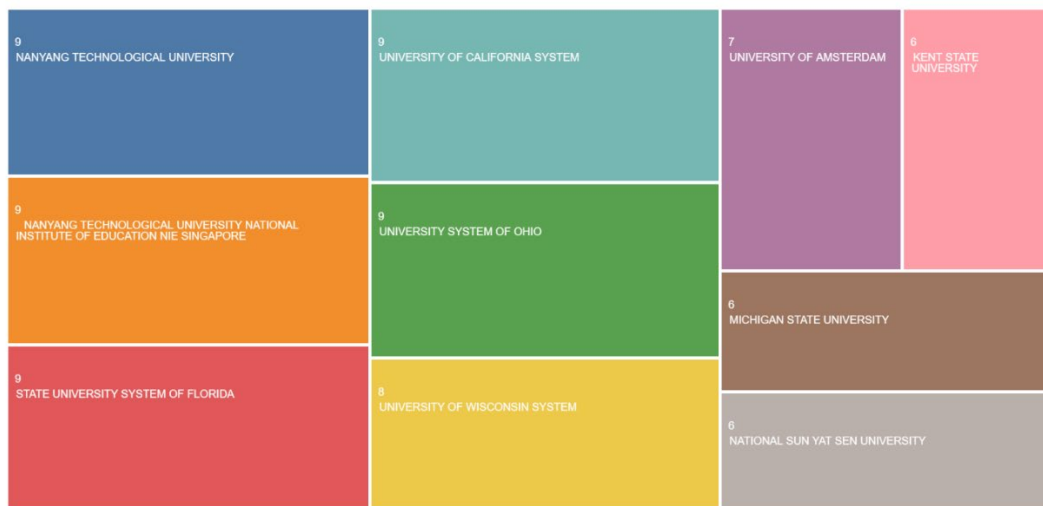 9
NANYANG TECHNOLOGICAL UNIVERSITY
9
NANYANG TECHNOLOGICAL UNIVERSITY NATIONAL
INSTITUTE OF EDUCATION NIE SINGAPORE
9
STATE UNIVERSITY SYSTEM OF FLORIDA
9
UNIVERSITY OF CALIFORNIA SYSTEM
9
UNIVERSITY SYSTEM OF OHIO
8
UNIVERSITY OF WISCONSIN SYSTEM
7
UNIVERSITY OF AMSTERDAM
6
KENT STATE
UNIVERSITY
6
MICHIGAN STATE UNIVERSITY
6
NATIONAL SUN YAT SEN UNIVERSITY